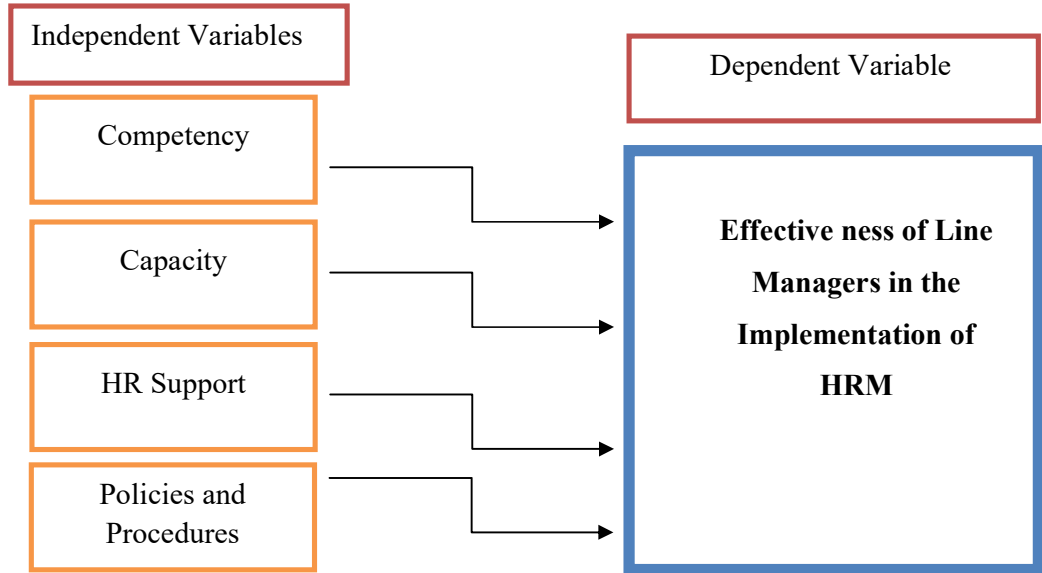 Independent Variables
Dependent Variable
Competency
Capacity
HR Support
Policies and
Procedures
Effective ness of Line
Managers in the
Implementation of
HRM